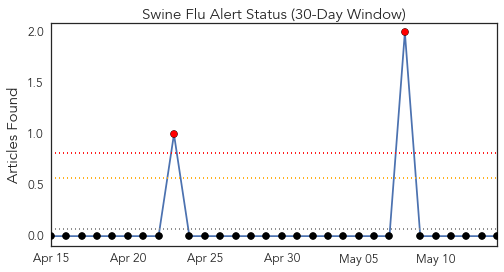 Swine Flu Alert Status (30-Day Window)
Articles Found
2.0
1.5
1.0
0.5
0.0
Apr 15
Apr 20
Apr 25
Apr 30
May 05
May 10